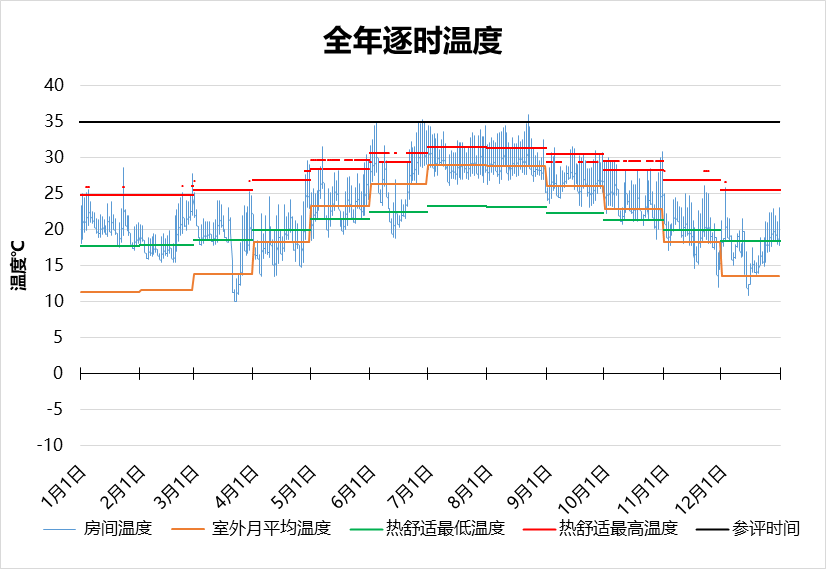 全年逐时温度
温度℃
40
35
30
25
20
15
10
5
0
-5
-10
1月1日
2月1日
3月1日
4月1日
5月1日
6月1日
7月1日
8月1日
9月1日
10月1日
11月1日
12月1日
房间温度 室外月平均温度 热舒适最低温度 热舒适最高温度 参评时间